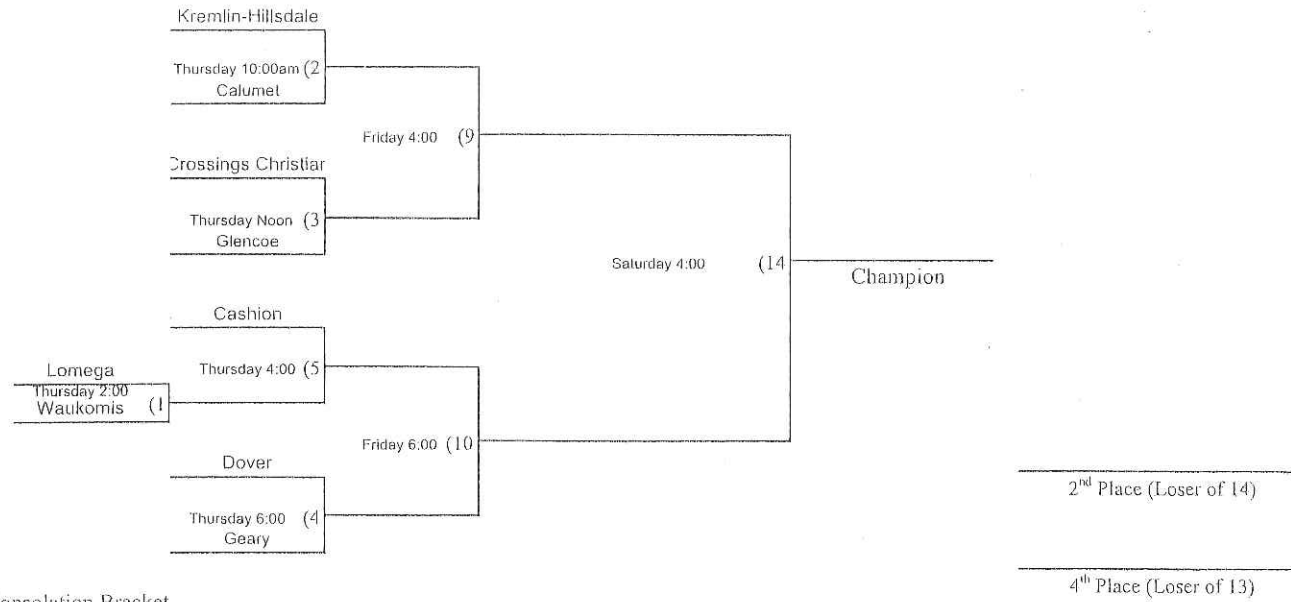 Kremlin-Hillsdale
Thursday 10:00am (2
Calumet
Friday 4:00 (9
Crossings Christian
Thursday Noon (3
Glencoe
Saturday 4:00 (14
Champion
Cashion
Thursday 4:00 (5
Lomega
Thursday 2:00
Waukomis (1
Friday 6:00 (10
Dover
Thursday 6:00 (4
Geary
2nd Place (Loser of 14)
4th Place (Loser of 13)